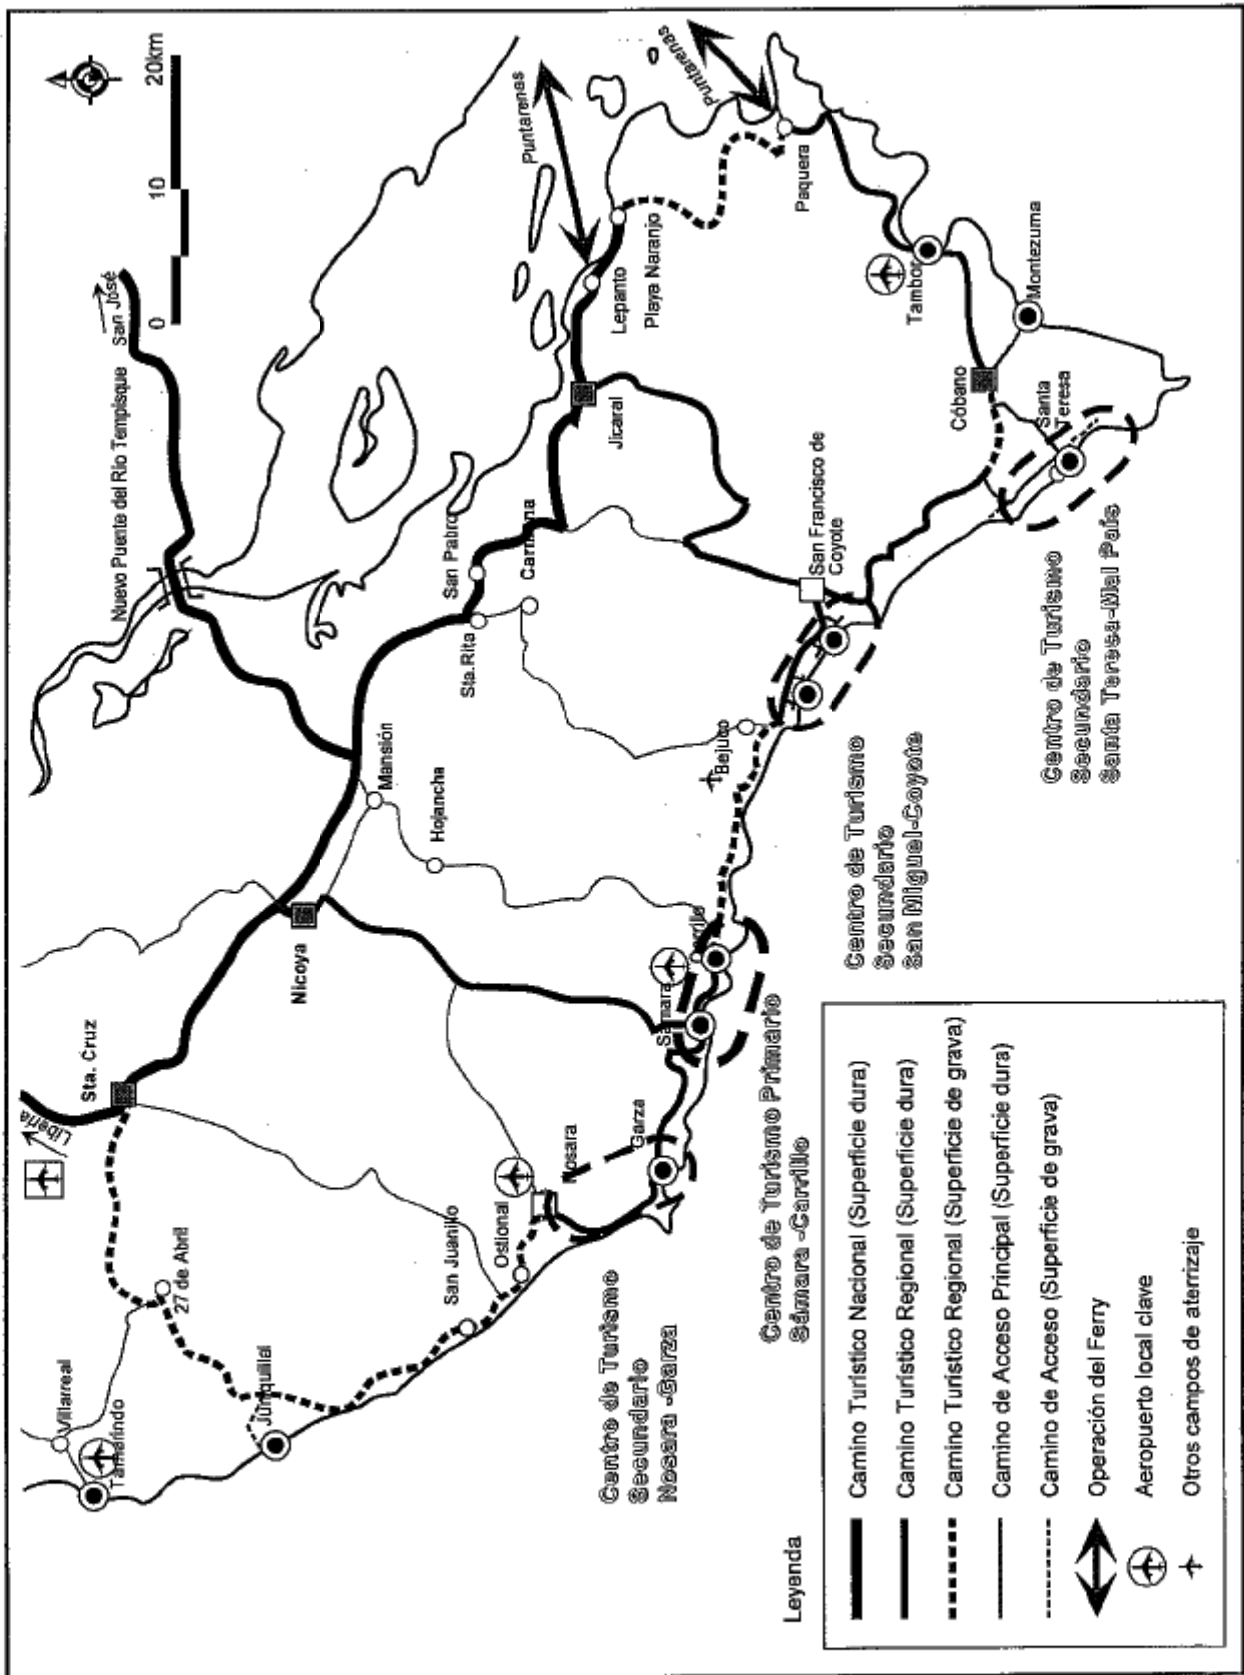 Liberia
Sta. Cruz
Villarreal
Tamarindo
27 de Abril
Junquillal
San Juanillo
Ostional
Nosara
Garza
Sámara
Nicoya
Mansión
Hojancha
Nuevo Puente del Río Tempisque
San José
0 10 20km
Sta.Rita
San Pablo
Carmona
Bejuco
Jicaral
Lepanto
Playa Naranjo
Puntarenas
Puntarenas
Paquera
Tambor
Montezuma
Cóbano
Santa
Teresa
San Francisco de
Coyote
Centro de Turismo
Secundario
Nosara -Garza
Centro de Turismo Primario
Sámara -Carrillo
Centro de Turismo
Secundario
San Miguel-Coyote
Centro de Turismo
Secundario
Santa Teresa-Mal País
Leyenda
Camino Turístico Nacional (Superficie dura)
Camino Turístico Regional (Superficie dura)
Camino Turístico Regional (Superficie de grava)
Camino de Acceso Principal (Superficie dura)
Camino de Acceso (Superficie de grava)
Operación del Ferry
Aeropuerto local clave
Otros campos de aterrizaje